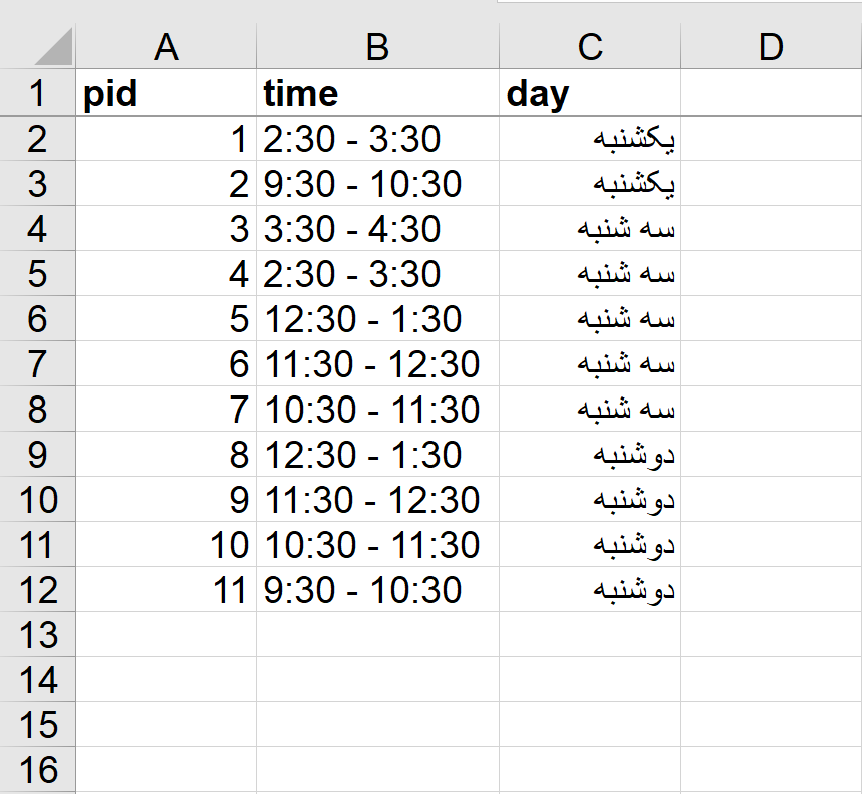 A B C D
1 pid time day
2 1 2:30 - 3:30 یکشنبه
3 2 9:30 - 10:30 یکشنبه
4 3 3:30 - 4:30 سه شنبه
5 4 2:30 - 3:30 سه شنبه
6 5 12:30 - 1:30 سه شنبه
7 6 11:30 - 12:30 سه شنبه
8 7 10:30 - 11:30 سه شنبه
9 8 12:30 - 1:30 دوشنبه
10 9 11:30 - 12:30 دوشنبه
11 10 10:30 - 11:30 دوشنبه
12 11 9:30 - 10:30 دوشنبه
13
14
15
16